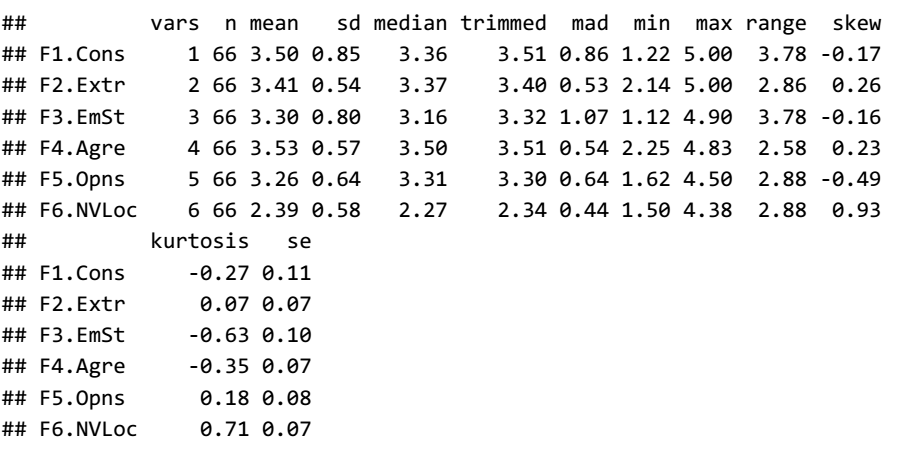 ##         vars  n mean   sd median trimmed  mad  min  max range  skew
## F1.Cons    1 66 3.50 0.85   3.36    3.51 0.86 1.22 5.00  3.78 -0.17
## F2.Extr    2 66 3.41 0.54   3.37    3.40 0.53 2.14 5.00  2.86  0.26
## F3.EmSt    3 66 3.30 0.80   3.16    3.32 1.07 1.12 4.90  3.78 -0.16
## F4.Agre    4 66 3.53 0.57   3.50    3.51 0.54 2.25 4.83  2.58  0.23
## F5.Opns    5 66 3.26 0.64   3.31    3.30 0.64 1.62 4.50  2.88 -0.49
## F6.NVLoc   6 66 2.39 0.58   2.27    2.34 0.44 1.50 4.38  2.88  0.93
##         kurtosis   se
## F1.Cons    -0.27 0.11
## F2.Extr     0.07 0.07
## F3.EmSt    -0.63 0.10
## F4.Agre    -0.35 0.07
## F5.Opns     0.18 0.08
## F6.NVLoc    0.71 0.07